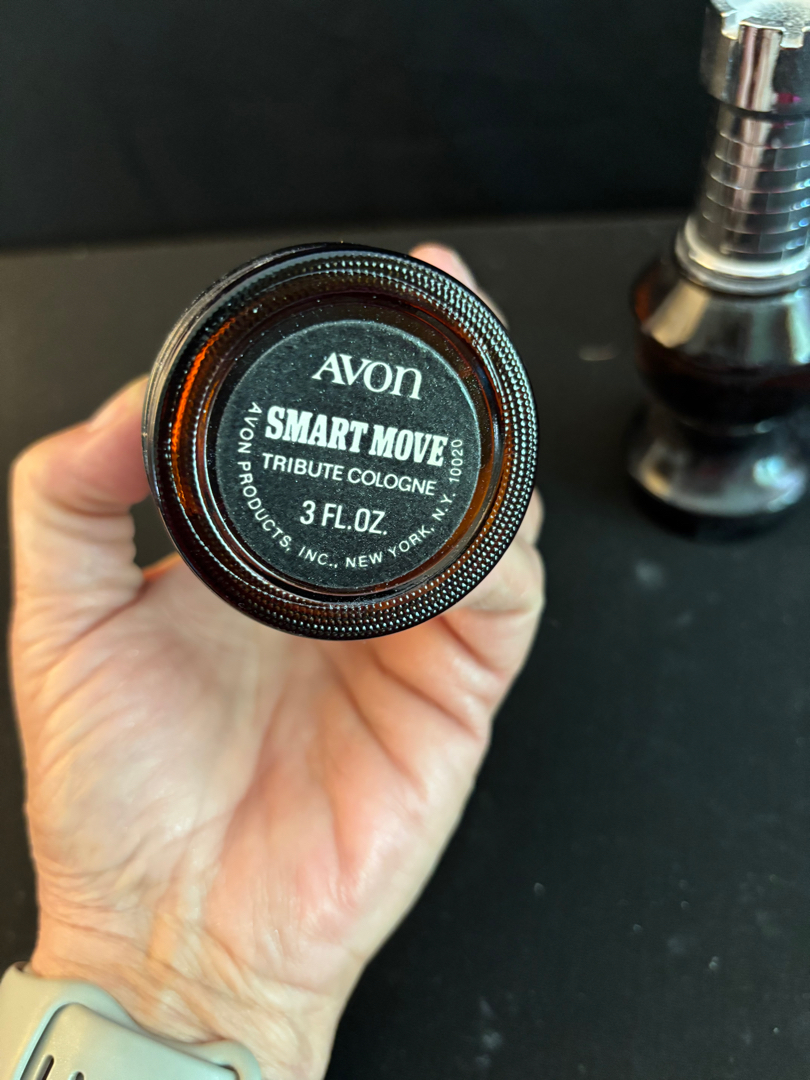 AVON
SMART MOVE
TRIBUTE COLOGNE
3 FL.OZ.
AVON PRODUCTS, INC., NEW YORK, N.Y. 10020